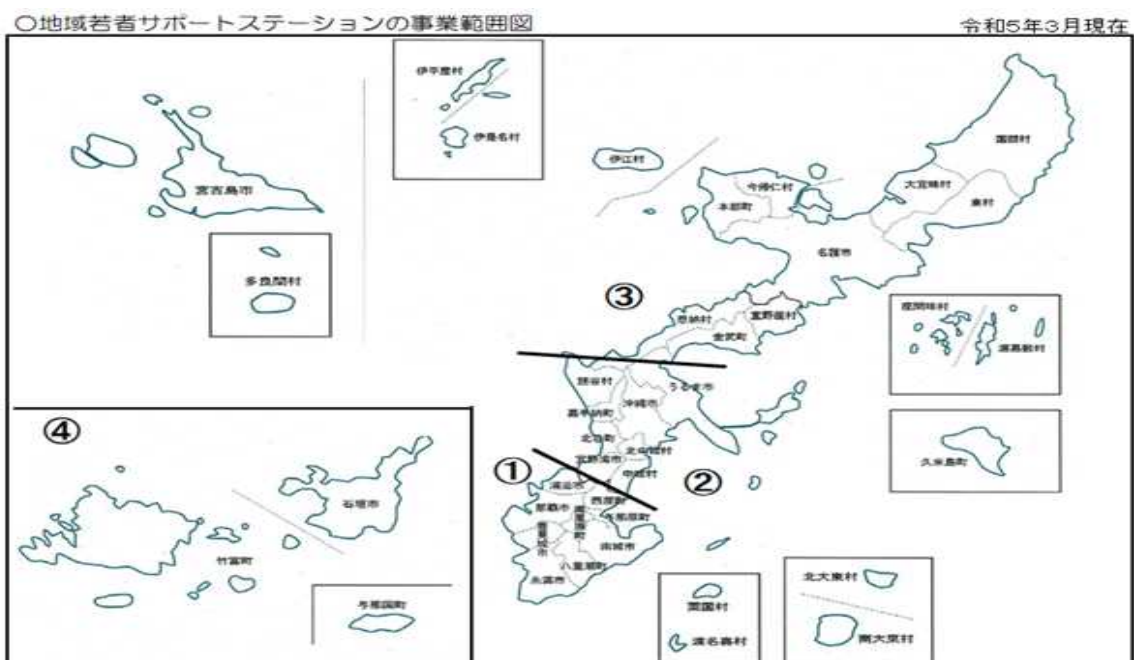 〇地域若者サポートステーションの事業範囲図
令和5年3月現在
伊平屋村
伊是名村
宮古島市
多良間村
伊江村
今帰仁村
本部町
国頭村
大宜味村
東村
名護市
③
恩納村
宜野座村
金武町
座間味村
渡嘉敷村
読谷村
うるま市
沖縄市
嘉手納町
北谷町
北中城村
宜野湾市
中城村
久米島町
①
②
浦添市
西原町
那覇市
与那原町
南風原町
豊見城市
南城市
八重瀬町
糸満市
④
石垣市
竹富町
与那国町
粟国村
渡名喜村
北大東村
南大東村